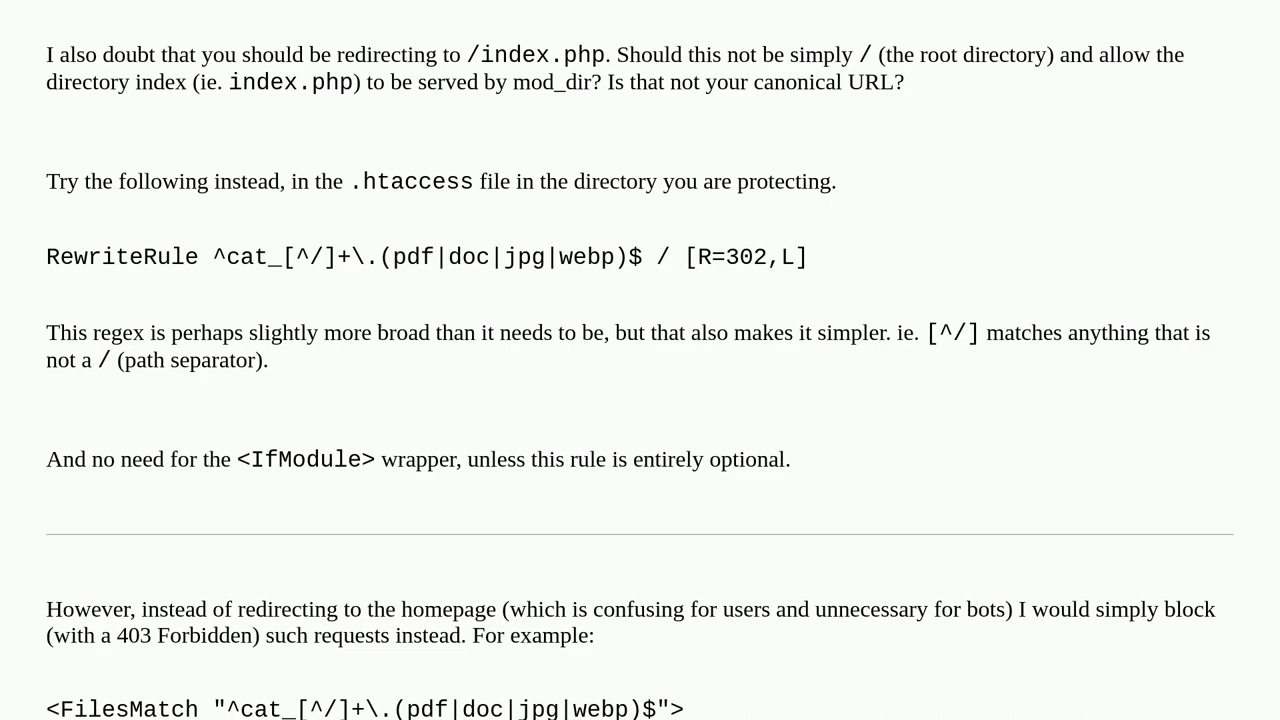 I also doubt that you should be redirecting to /index.php. Should this not be simply / (the root directory) and allow the
directory index (ie. index.php) to be served by mod_dir? Is that not your canonical URL?
Try the following instead, in the .htaccess file in the directory you are protecting.
RewriteRule ^cat_[^/]+\.(pdf|doc|jpg|webp)$ / [R=302,L]
This regex is perhaps slightly more broad than it needs to be, but that also makes it simpler. ie. [^/] matches anything that is
not a / (path separator).
And no need for the <IfModule> wrapper, unless this rule is entirely optional.
However, instead of redirecting to the homepage (which is confusing for users and unnecessary for bots) I would simply block
(with a 403 Forbidden) such requests instead. For example:
<FilesMatch "^cat_[^/]+\.(pdf|doc|jpg|webp)$">